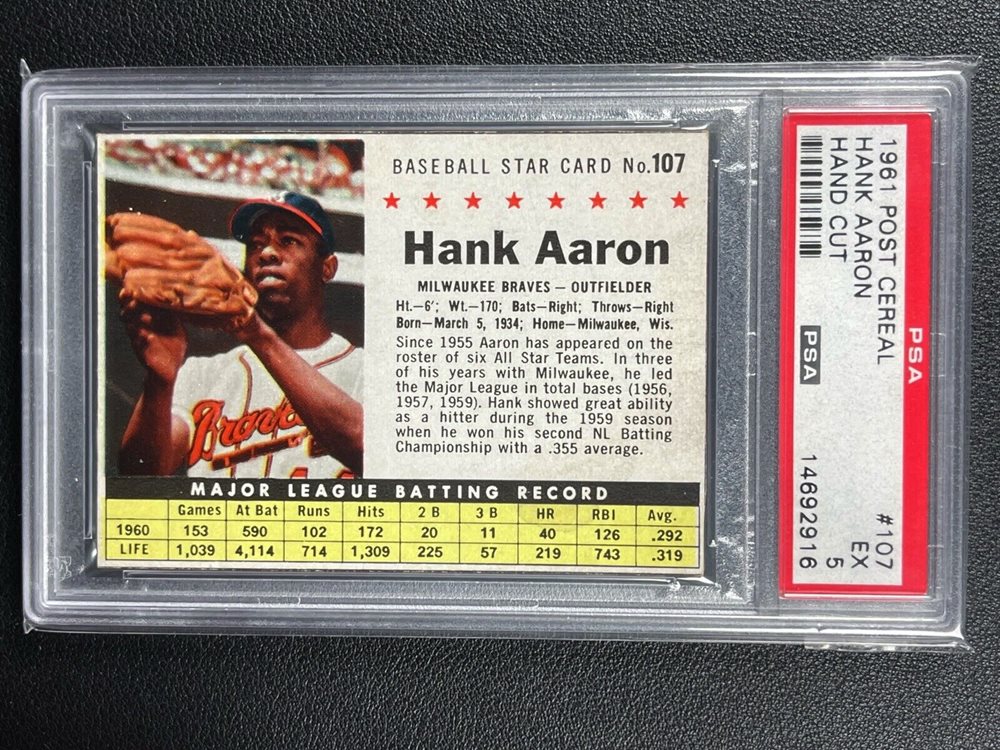 BASEBALL STAR CARD No.107
Hank Aaron
MILWAUKEE BRAVES — OUTFIELDER
Ht.—6'; Wt.—170; Bats—Right; Throws—Right
Born—March 5, 1934; Home—Milwaukee, Wis.
Since 1955 Aaron has appeared on the
roster of six All Star Teams. In three
of his years with Milwaukee, he led
the Major League in total bases (1956,
1957, 1959). Hank showed great ability
as a hitter during the 1959 season
when he won his second NL Batting
Championship with a .355 average.
Braves
MAJOR LEAGUE BATTING RECORD
Games At Bat Runs Hits 2 B 3 B HR RBI Avg.
1960 153 590 102 172 20 11 40 126 .292
LIFE 1,039 4,114 714 1,309 225 57 219 743 .319
PSA
1961 POST CEREAL #107
HANK AARON EX
HAND CUT 5
PSA 14692916